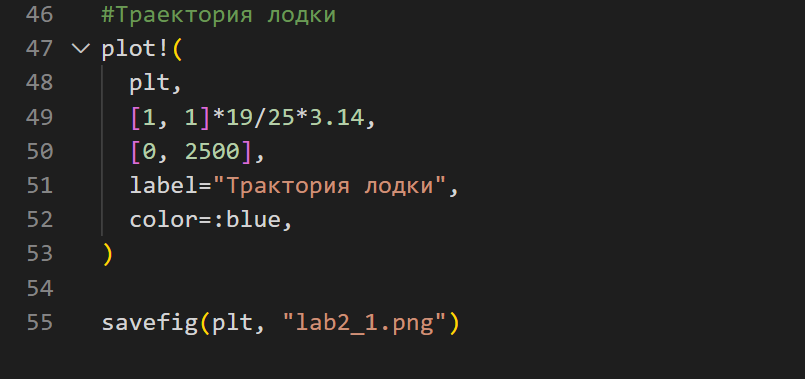 46 #Траектория лодки
47 plot!(
48 plt,
49 [1, 1]*19/25*3.14,
50 [0, 2500],
51 label="Трактория лодки",
52 color=:blue,
53 )
54
55 savefig(plt, "lab2_1.png")